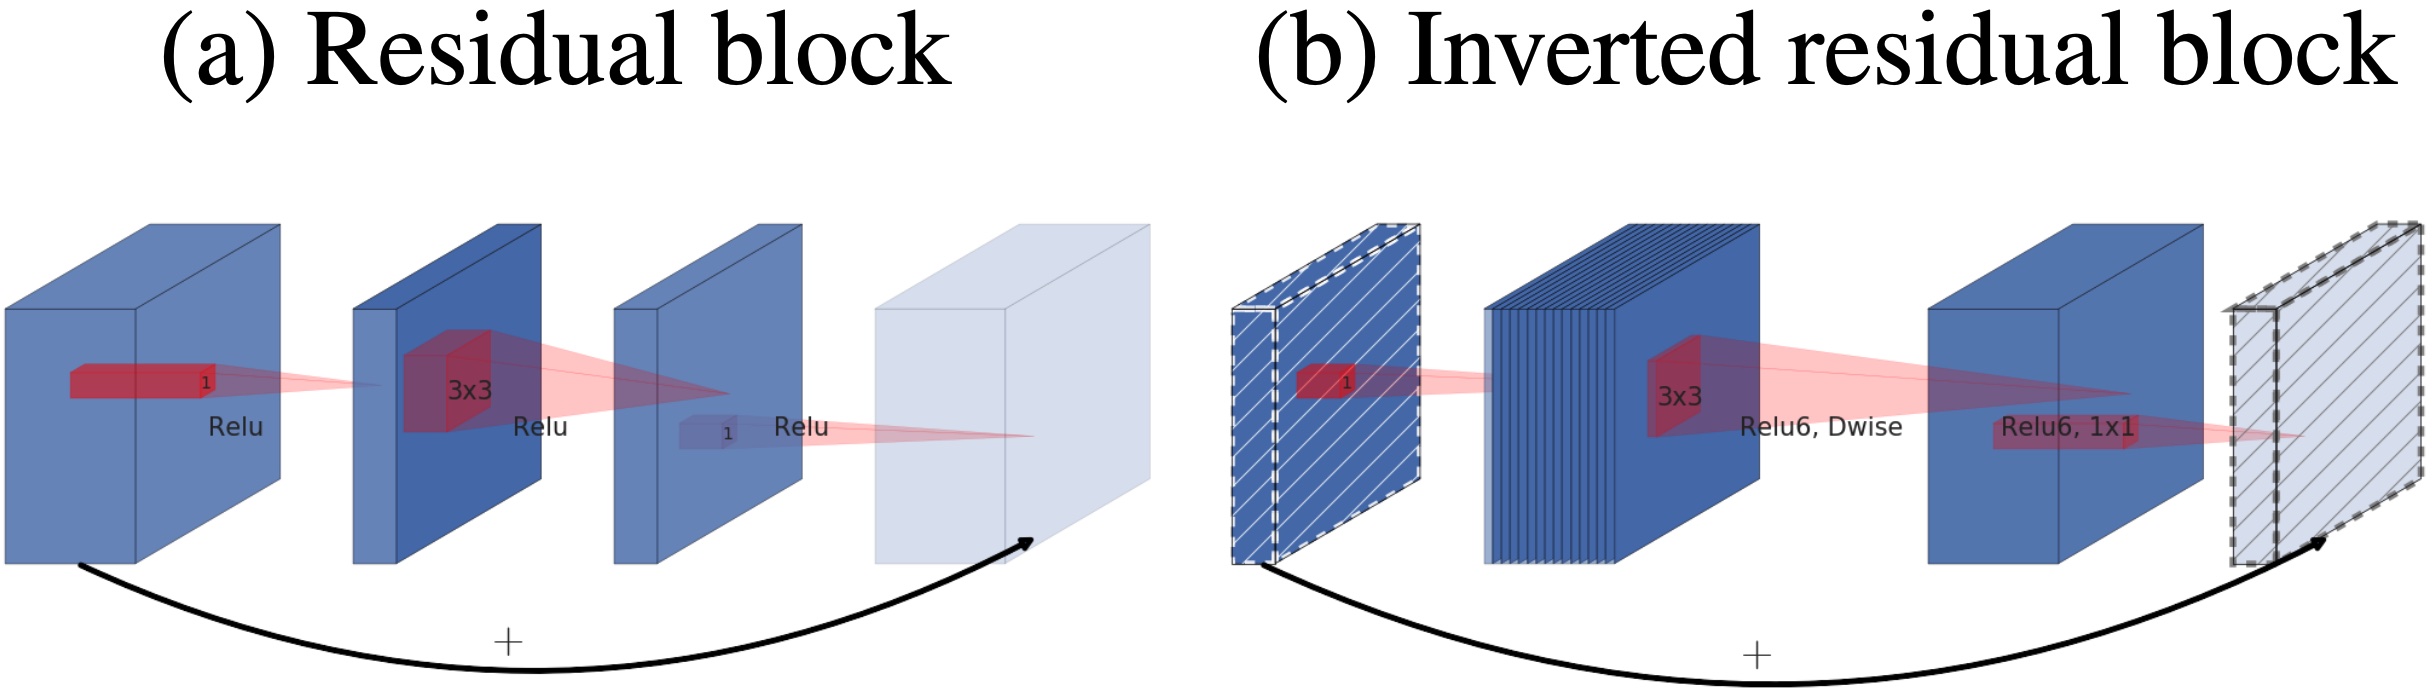 (a) Residual block
(b) Inverted residual block
1
Relu
3x3
Relu
1
Relu
+
1
3x3
Relu6, Dwise
Relu6, 1x1
+